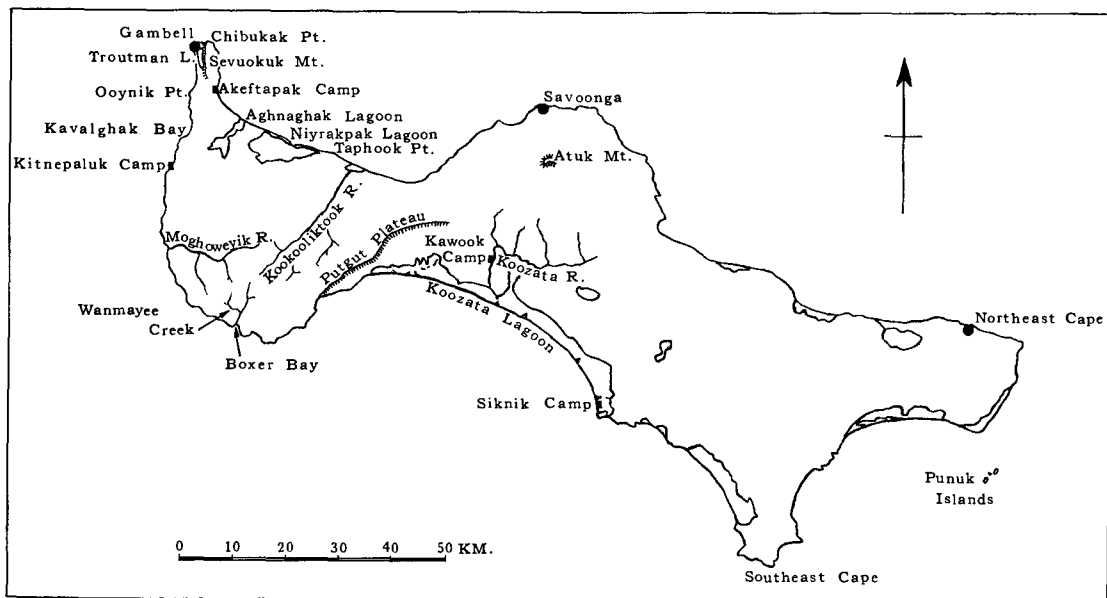 Gambell
Chibukak Pt.
Troutman L.
Sevuokuk Mt.
Ooynik Pt.
Akeftapak Camp
Savoonga
Aghnaghak Lagoon
Kavalghak Bay
Niyrakpak Lagoon
Taphook Pt.
Kitnepaluk Camp
Atuk Mt.
Moghoweyik R.
Kookooliktook R.
Putgut Plateau
Kawook
Camp
Koozata R.
Wanmayee
Creek
Koozata Lagoon
Northeast Cape
Boxer Bay
Siknik Camp
Punuk
Islands
0 10 20 30 40 50 KM.
Southeast Cape